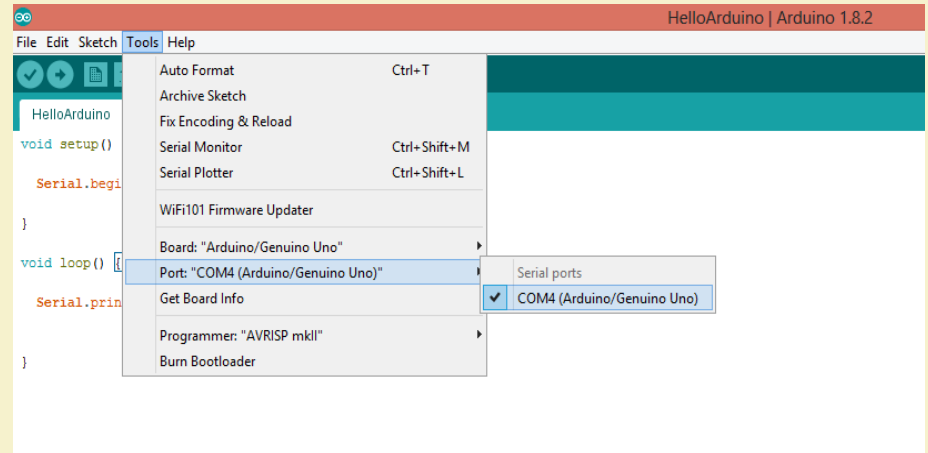 HelloArduino | Arduino 1.8.2
File Edit Sketch Tools Help
Auto Format Ctrl+T
Archive Sketch
Fix Encoding & Reload
Serial Monitor Ctrl+Shift+M
Serial Plotter Ctrl+Shift+L
WiFi101 Firmware Updater
Board: "Arduino/Genuino Uno"
Port: "COM4 (Arduino/Genuino Uno)"
Get Board Info
Programmer: "AVRISP mkII"
Burn Bootloader
Serial ports
COM4 (Arduino/Genuino Uno)
HelloArduino
void setup()
Serial.begi
}
void loop() {
Serial.prin
}